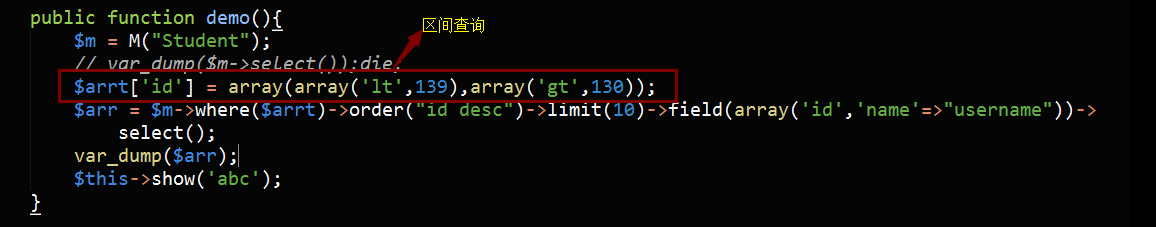 public function demo(){
区间查询
$m = M("Student");
// var_dump($m->select());die;
$arrt['id'] = array(array('lt',139),array('gt',130));
$arr = $m->where($arrt)->order("id desc")->limit(10)->field(array('id','name'=>"username"))->
select();
var_dump($arr);
$this->show('abc');
}